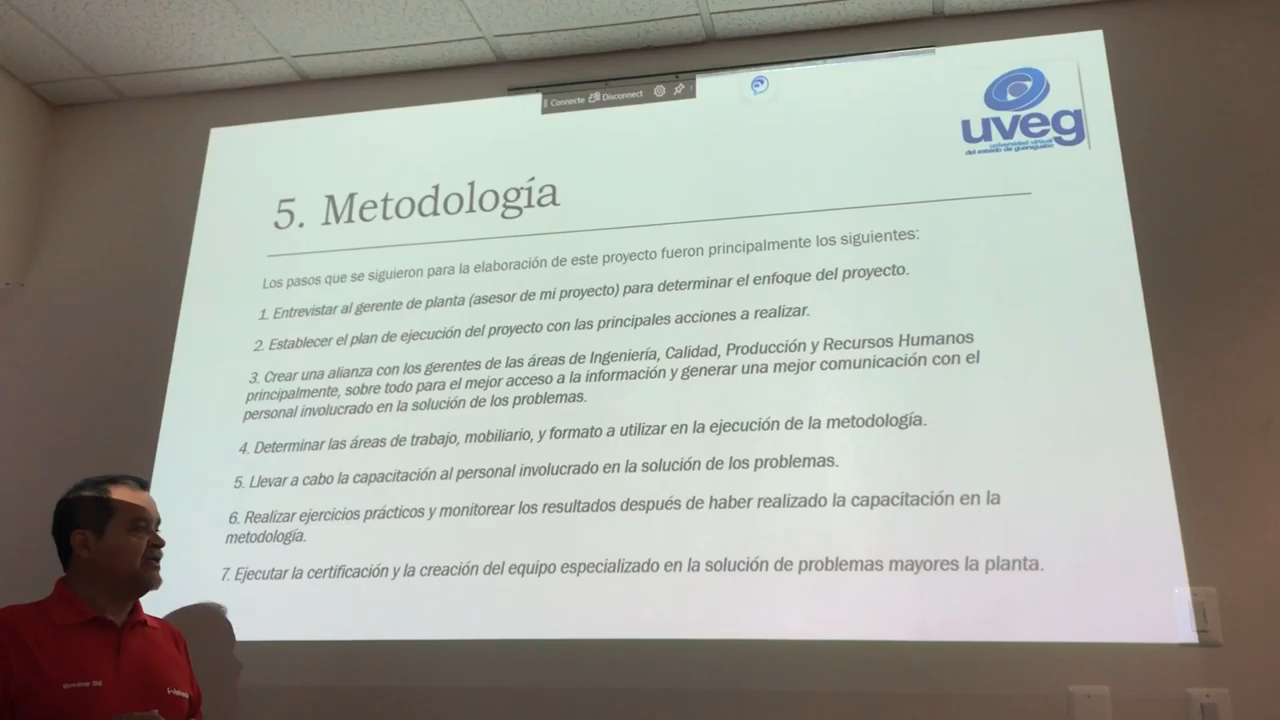 Connecte Disconnect
uveg
universidad virtual
del estado de guanajuato
5. Metodología
Los pasos que se siguieron para la elaboración de este proyecto fueron principalmente los siguientes:
1. Entrevistar al gerente de planta (asesor de mi proyecto) para determinar el enfoque del proyecto.
2. Establecer el plan de ejecución del proyecto con las principales acciones a realizar.
3. Crear una alianza con los gerentes de las áreas de Ingeniería, Calidad, Producción y Recursos Humanos
principalmente, sobre todo para el mejor acceso a la información y generar una mejor comunicación con el
personal involucrado en la solución de los problemas.
4. Determinar las áreas de trabajo, mobiliario, y formato a utilizar en la ejecución de la metodología.
5. Llevar a cabo la capacitación al personal involucrado en la solución de los problemas.
6. Realizar ejercicios prácticos y monitorear los resultados después de haber realizado la capacitación en la
metodología.
7. Ejecutar la certificación y la creación del equipo especializado en la solución de problemas mayores la planta.